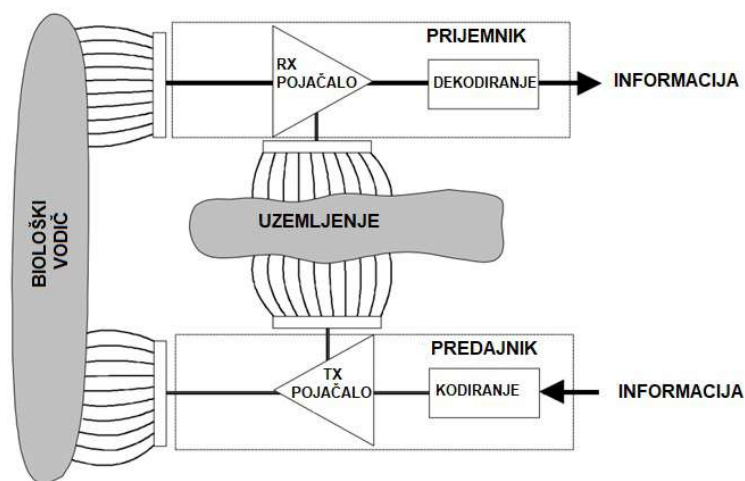 PRIJEMNIK
RX
POJAČALO
DEKODIRANJE
INFORMACIJA
BIOLOŠKI
VODIČ
UZEMLJENJE
PREDAJNIK
TX
POJAČALO
KODIRANJE
INFORMACIJA